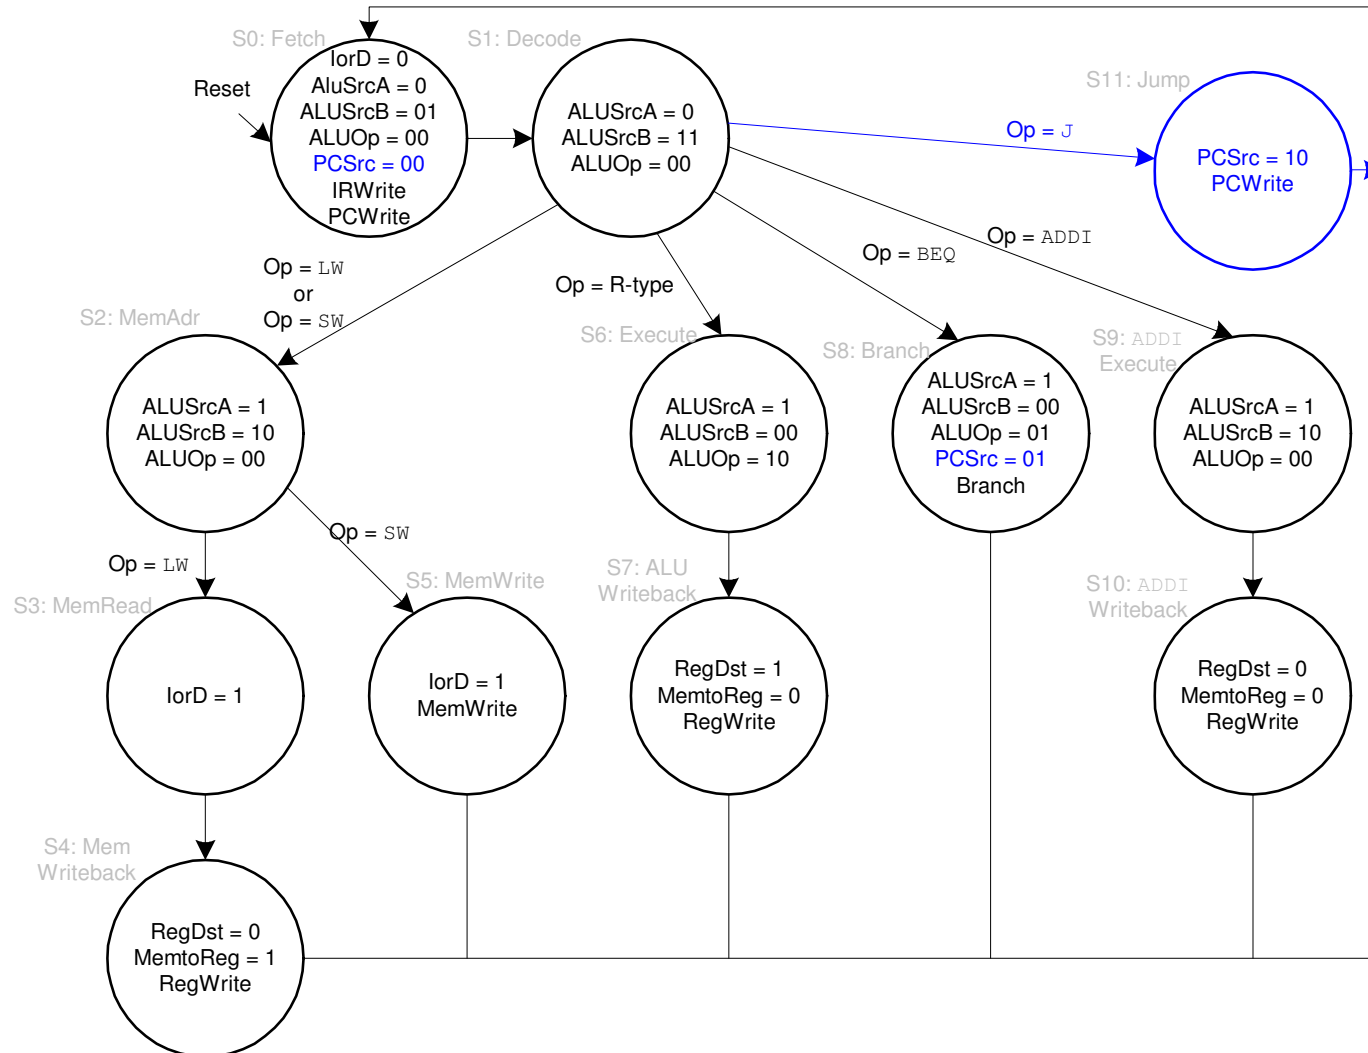 S0: Fetch
S1: Decode
S11: Jump
Reset
IorD = 0
AluSrcA = 0
ALUSrcB = 01
ALUOp = 00
PCSrc = 00
IRWrite
PCWrite
ALUSrcA = 0
ALUSrcB = 11
ALUOp = 00
Op = J
PCSrc = 10
PCWrite
Op = LW
or
Op = SW
Op = R-type
Op = BEQ
Op = ADDI
S2: MemAdr
S6: Execute
S8: Branch
S9: ADDI
Execute
ALUSrcA = 1
ALUSrcB = 10
ALUOp = 00
ALUSrcA = 1
ALUSrcB = 00
ALUOp = 10
ALUSrcA = 1
ALUSrcB = 00
ALUOp = 01
PCSrc = 01
Branch
ALUSrcA = 1
ALUSrcB = 10
ALUOp = 00
Op = LW
Op = SW
S3: MemRead
S5: MemWrite
S7: ALU
Writeback
S10: ADDI
Writeback
IorD = 1
IorD = 1
MemWrite
RegDst = 1
MemtoReg = 0
RegWrite
RegDst = 0
MemtoReg = 0
RegWrite
S4: Mem
Writeback
RegDst = 0
MemtoReg = 1
RegWrite